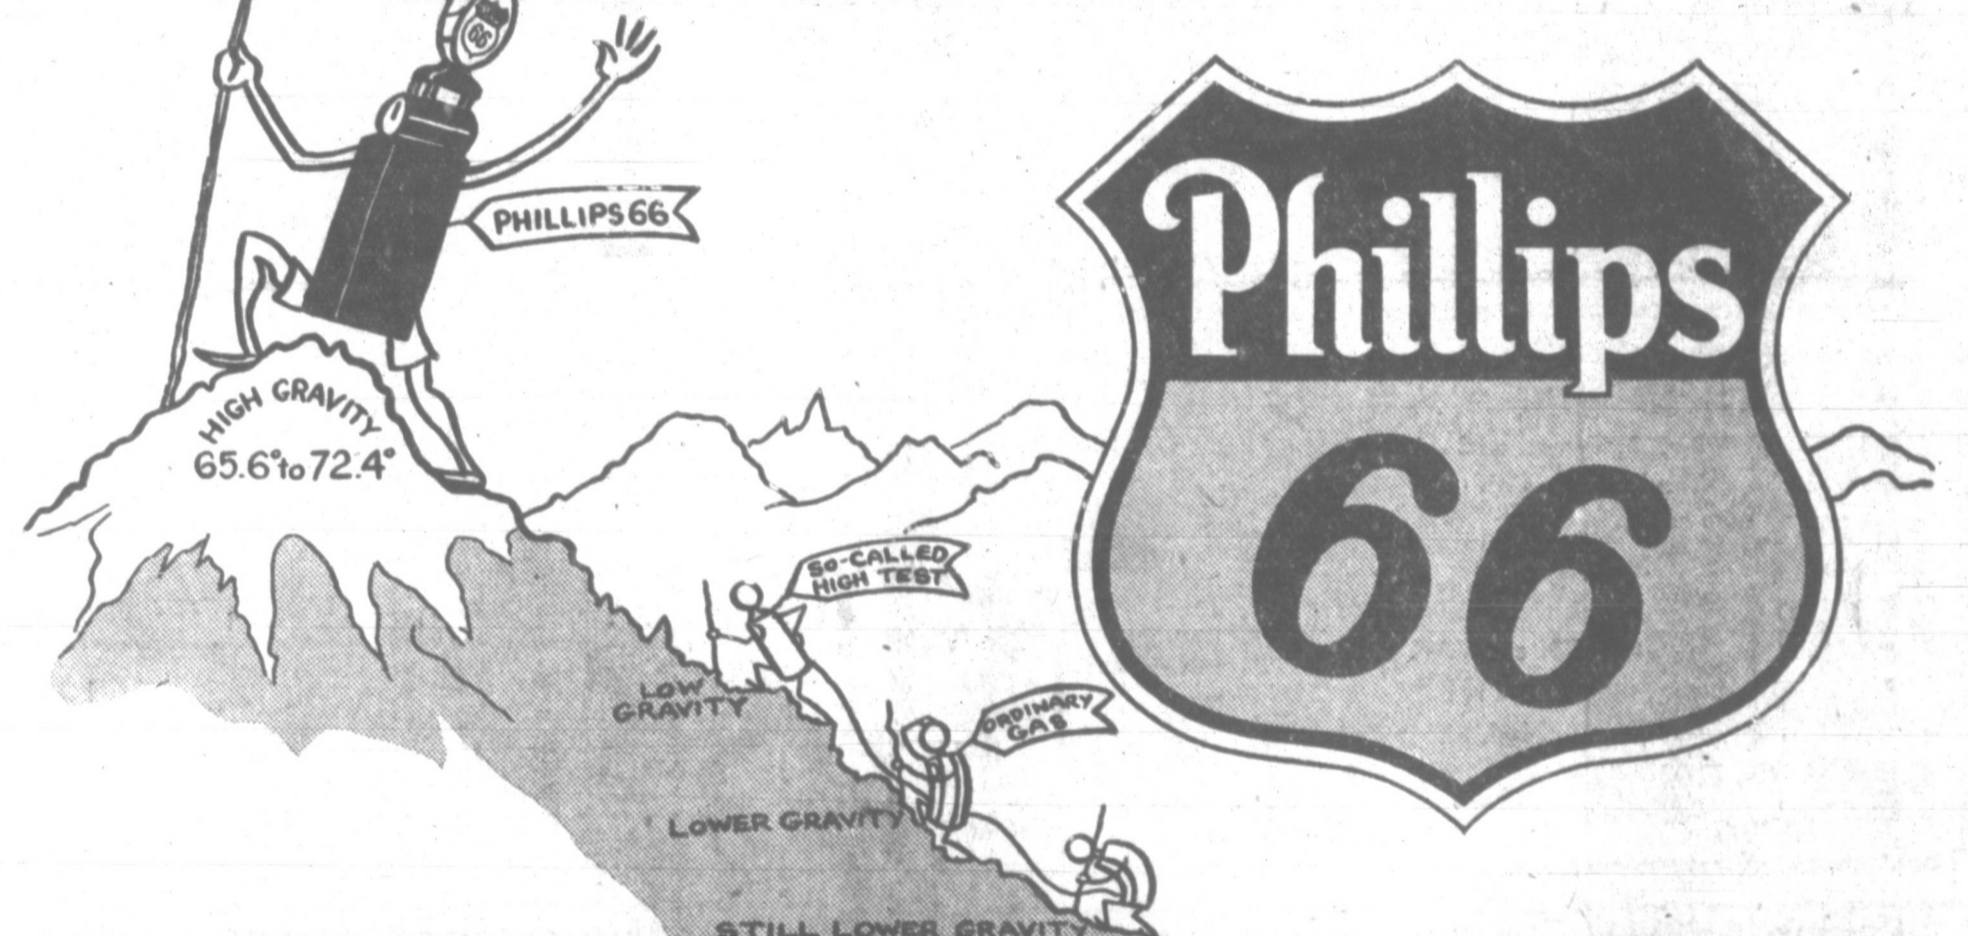 66
PHILLIPS 66
HIGH GRAVITY
65.6° to 72.4°
Phillips
66
SO-CALLED
HIGH TEST
LOW
GRAVITY
ORDINARY
GAS
LOWER GRAVITY
STILL LOWER GRAVITY